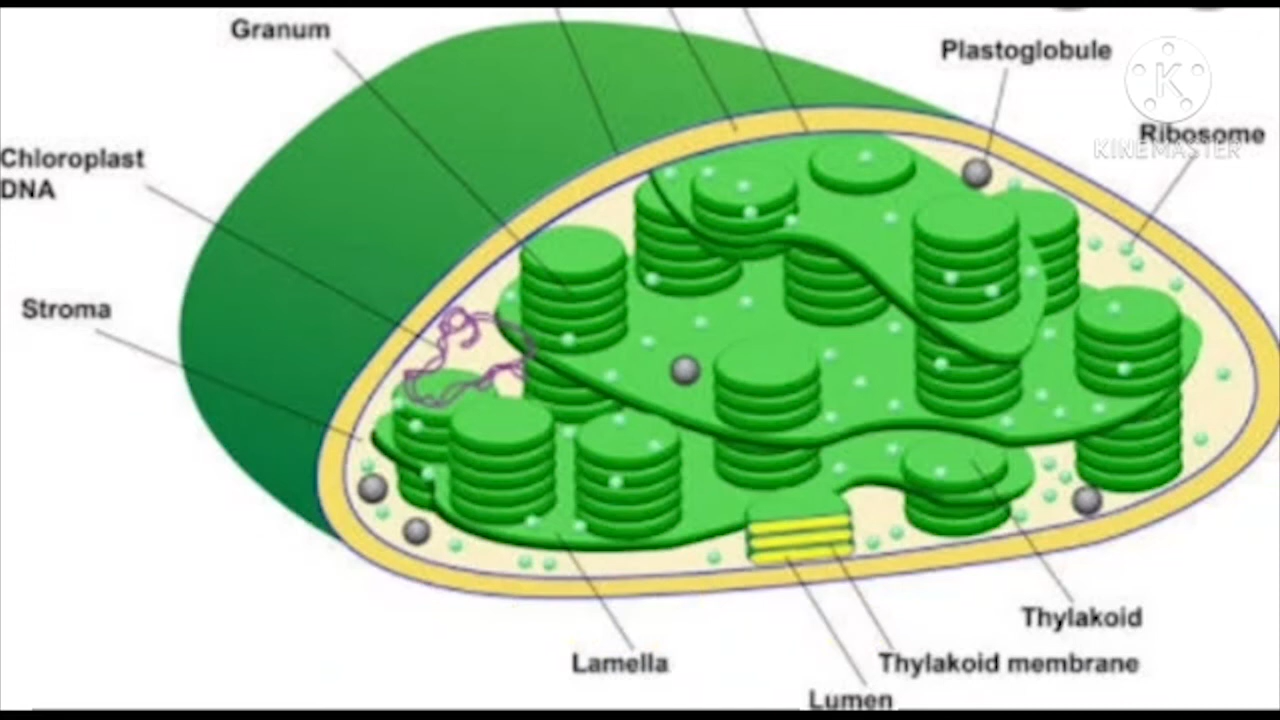 Granum
Plastoglobule
K
Ribosome
KINEMASTER
Chloroplast
DNA
Stroma
Thylakoid
Lamella
Thylakoid membrane
Lumen